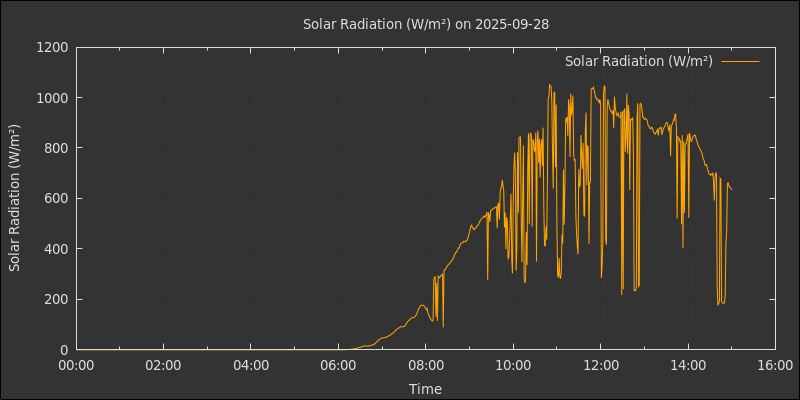 Solar Radiation (W/m²) on 2025-09-28
Solar Radiation (W/m²)
Solar Radiation (W/m²)
1200
1000
800
600
400
200
0
00:00 02:00 04:00 06:00 08:00 10:00 12:00 14:00 16:00
Time